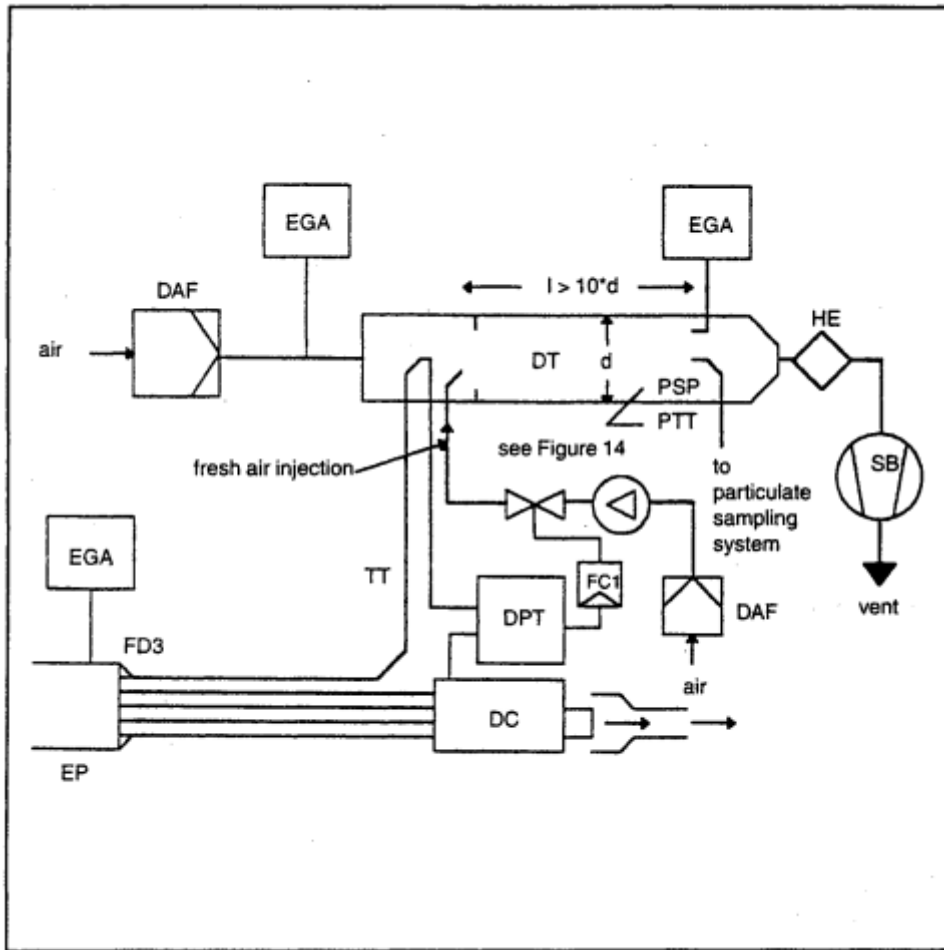 EGA
EGA
DAF
l > 10*d
HE
air
DT
d
PSP
PTT
fresh air injection
see Figure 14
to
particulate
sampling
system
SB
EGA
TT
FC1
DPT
DAF
vent
FD3
air
DC
EP